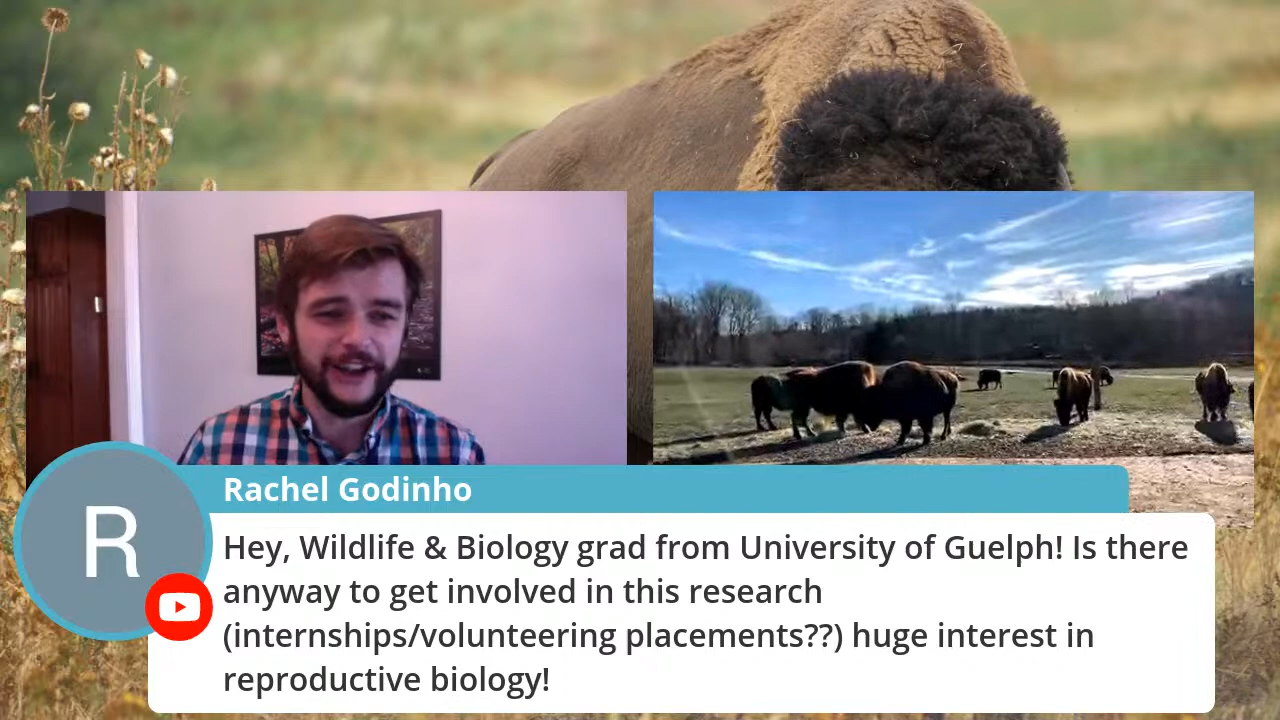 Rachel Godinho
R
Hey, Wildlife & Biology grad from University of Guelph! Is there
anyway to get involved in this research
(internships/volunteering placements??) huge interest in
reproductive biology!